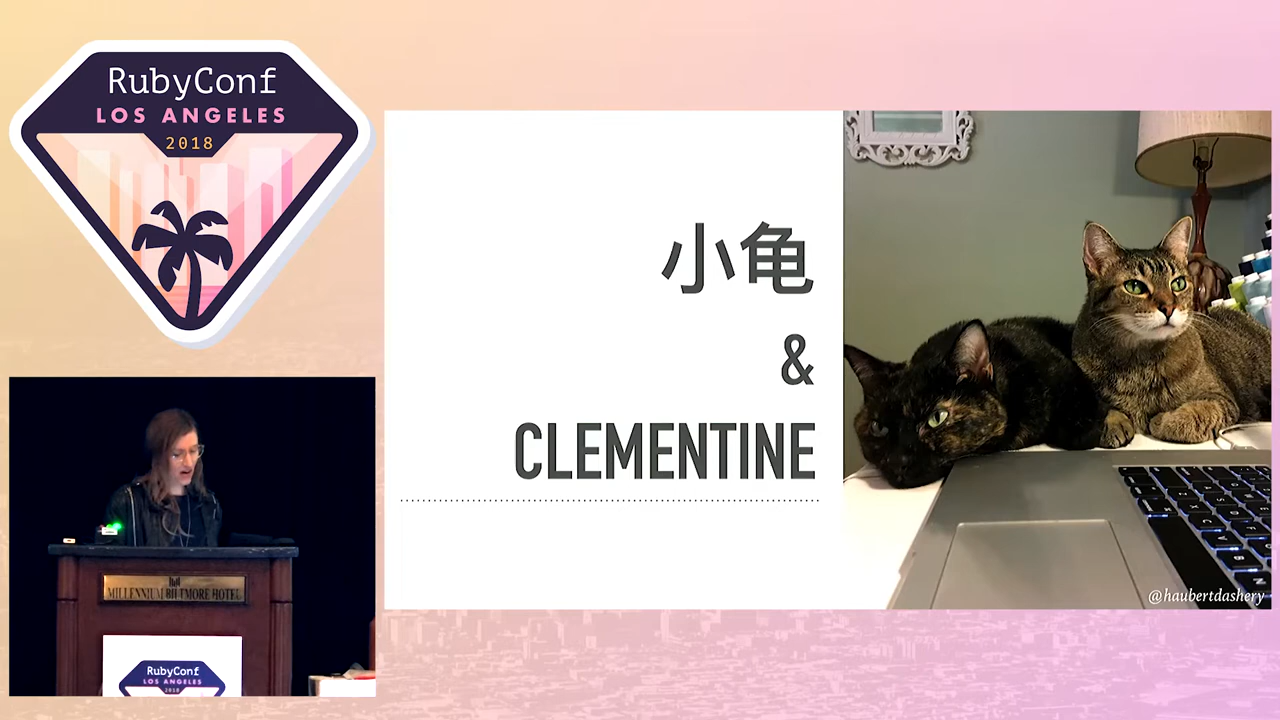 RubyConf
LOS ANGELES
2018
小龟
&
CLEMENTINE
@haubertdashery
MILLENNIUM BILTMORE HOTEL
RubyConf
LOS ANGELES
2018